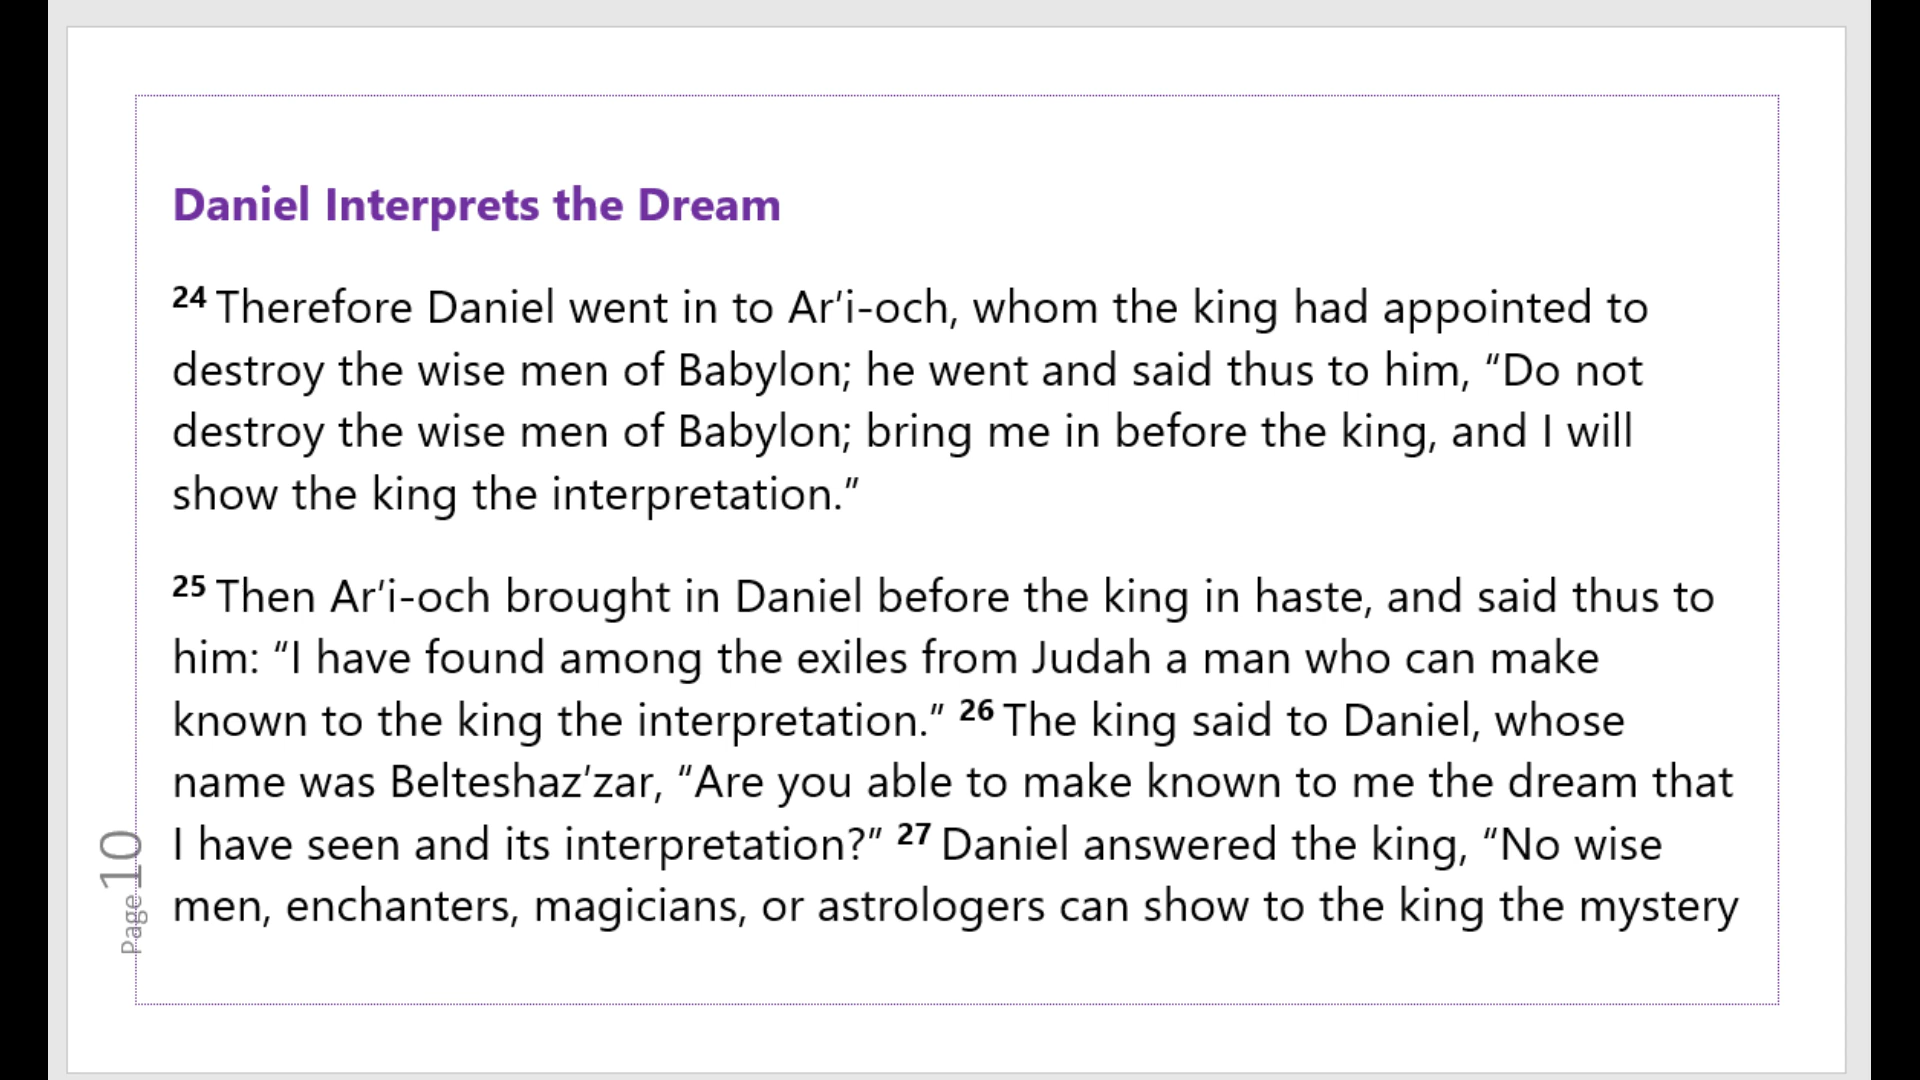 Daniel Interprets the Dream
24 Therefore Daniel went in to Ar′i-och, whom the king had appointed to
destroy the wise men of Babylon; he went and said thus to him, “Do not
destroy the wise men of Babylon; bring me in before the king, and I will
show the king the interpretation.”
25 Then Ar′i-och brought in Daniel before the king in haste, and said thus to
him: “I have found among the exiles from Judah a man who can make
known to the king the interpretation.” 26 The king said to Daniel, whose
name was Belteshaz′zar, “Are you able to make known to me the dream that
I have seen and its interpretation?” 27 Daniel answered the king, “No wise
men, enchanters, magicians, or astrologers can show to the king the mystery
Page 10